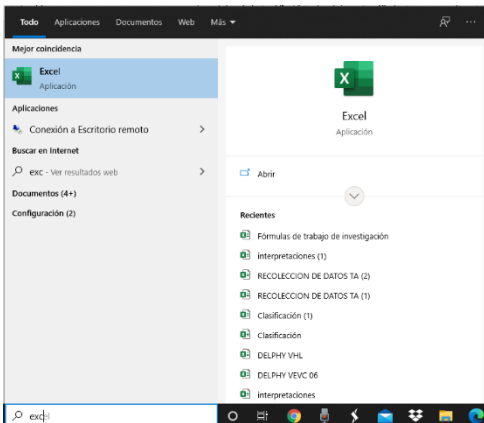 Todo Aplicaciones Documentos Web Más
Mejor coincidencia
Excel
Aplicación
Aplicaciones
Conexión a Escritorio remoto
Buscar en Internet
exc - Ver resultados web
Documentos (4+)
Configuración (2)
Excel
Aplicación
Abrir
Recientes
Fórmulas de trabajo de investigación
interpretaciones (1)
RECOLECCION DE DATOS TA (2)
RECOLECCION DE DATOS TA (1)
Clasificación (1)
Clasificación
DELPHY VHL
DELPHY VEVC 06
interpretaciones
excel